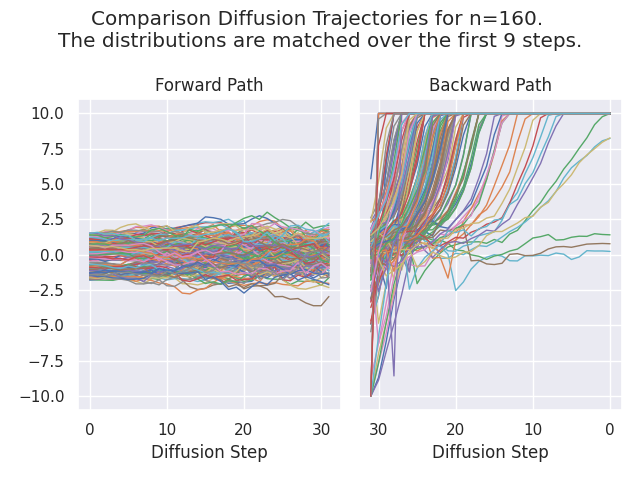 Comparison Diffusion Trajectories for n=160.
The distributions are matched over the first 9 steps.
Forward Path
Backward Path
10.0
7.5
5.0
2.5
0.0
−2.5
−5.0
−7.5
−10.0
0 10 20 30
30 20 10 0
Diffusion Step
Diffusion Step